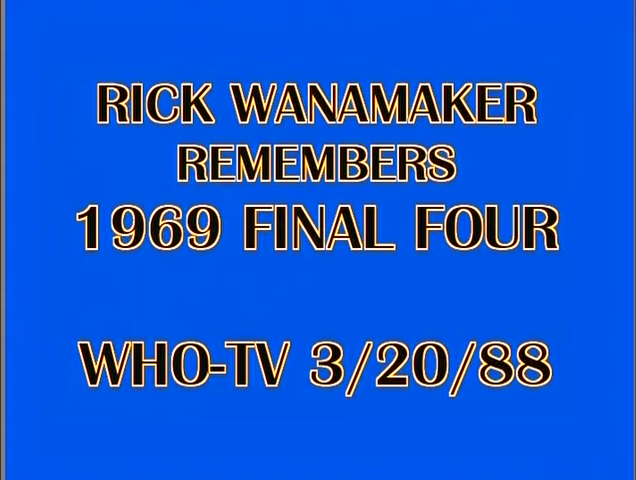 RICK WANAMAKER
REMEMBERS
1969 FINAL FOUR
WHO-TV 3/20/88